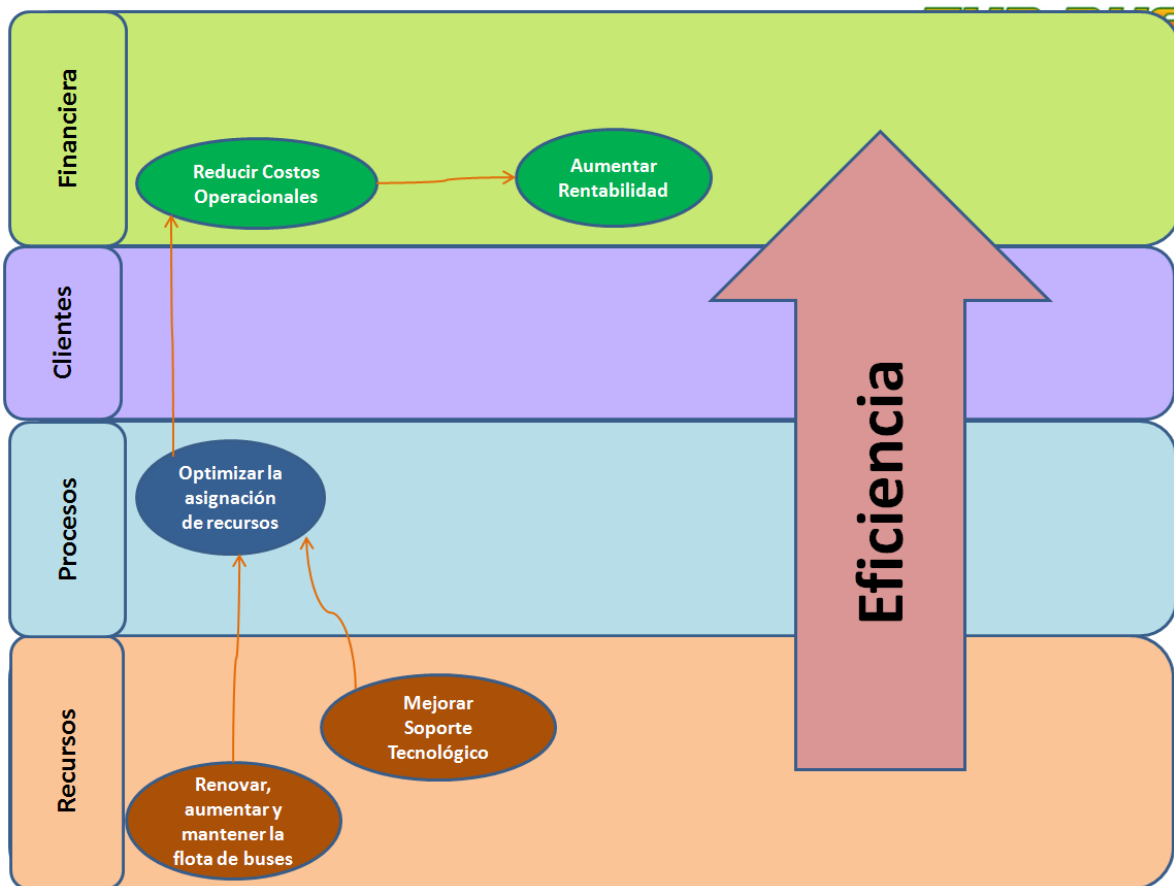 Financiera
Reducir Costos
Operacionales
Aumentar
Rentabilidad
Clientes
Procesos
Optimizar la
asignación
de recursos
Eficiencia
Recursos
Mejorar
Soporte
Tecnológico
Renovar,
aumentar y
mantener la
flota de buses